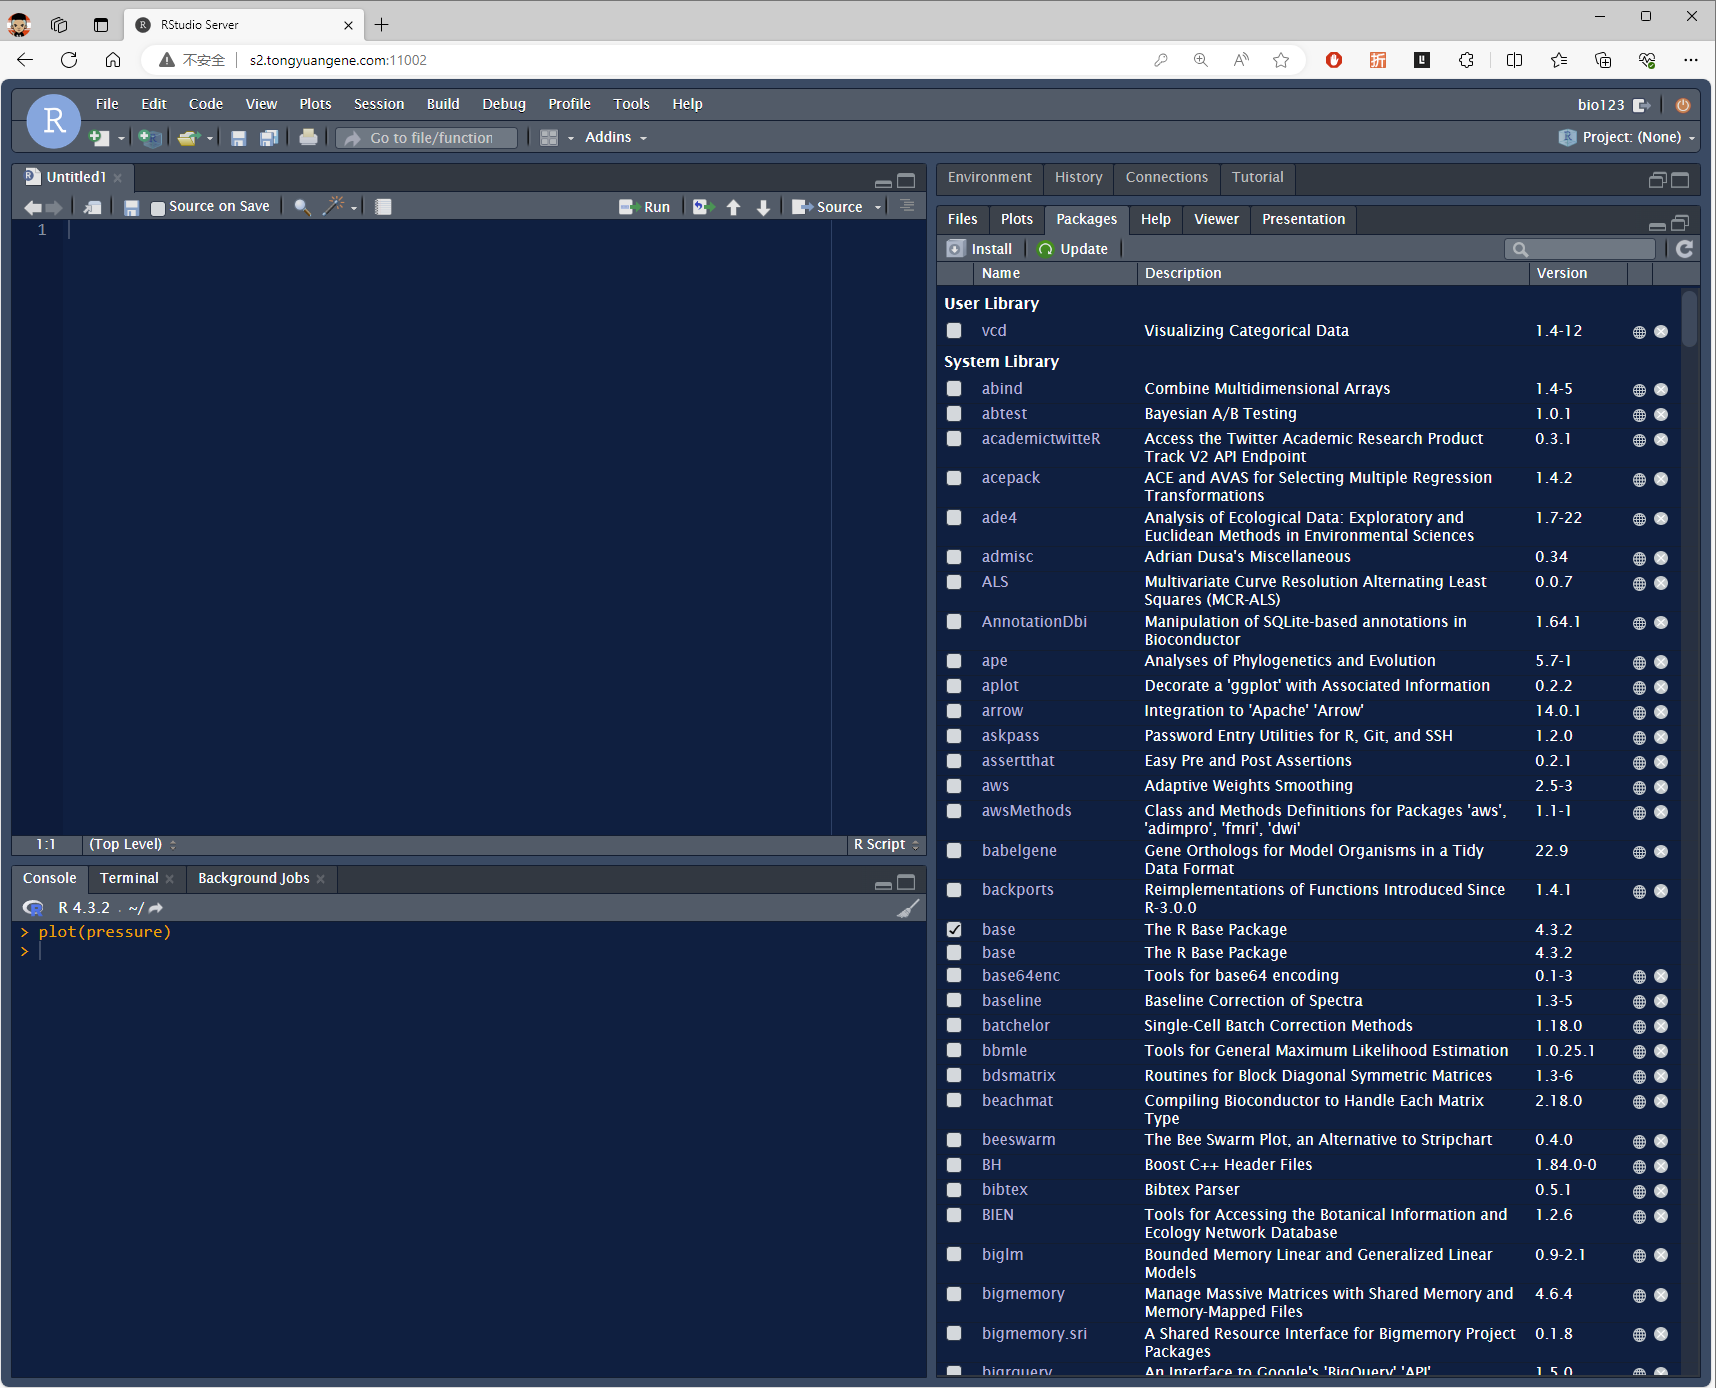 RStudio Server
不安全
s2.tongyuangene.com:11002
File Edit Code View Plots Session Build Debug Profile Tools Help
bio123
R
Go to file/function
Addins
Project: (None)
Untitled1
Source on Save
Run
Source
1
1:1
(Top Level)
R Script
Console Terminal Background Jobs
R 4.3.2 . ~/
> plot(pressure)
>
Environment History Connections Tutorial
Files Plots Packages Help Viewer Presentation
Install Update
Name Description Version
User Library
vcd Visualizing Categorical Data 1.4-12
System Library
abind Combine Multidimensional Arrays 1.4-5
abtest Bayesian A/B Testing 1.0.1
academictwitteR Access the Twitter Academic Research Product 0.3.1
Track V2 API Endpoint
acepack ACE and AVAS for Selecting Multiple Regression 1.4.2
Transformations
ade4 Analysis of Ecological Data: Exploratory and 1.7-22
Euclidean Methods in Environmental Sciences
admisc Adrian Dusa's Miscellaneous 0.34
ALS Multivariate Curve Resolution Alternating Least 0.0.7
Squares (MCR-ALS)
AnnotationDbi Manipulation of SQLite-based annotations in 1.64.1
Bioconductor
ape Analyses of Phylogenetics and Evolution 5.7-1
aplot Decorate a 'ggplot' with Associated Information 0.2.2
arrow Integration to 'Apache' 'Arrow' 14.0.1
askpass Password Entry Utilities for R, Git, and SSH 1.2.0
assertthat Easy Pre and Post Assertions 0.2.1
aws Adaptive Weights Smoothing 2.5-3
awsMethods Class and Methods Definitions for Packages 'aws', 1.1-1
'adimpro', 'fmri', 'dwi'
babelgene Gene Orthologs for Model Organisms in a Tidy 22.9
Data Format
backports Reimplementations of Functions Introduced Since 1.4.1
R-3.0.0
base The R Base Package 4.3.2
base The R Base Package 4.3.2
base64enc Tools for base64 encoding 0.1-3
baseline Baseline Correction of Spectra 1.3-5
batchelor Single-Cell Batch Correction Methods 1.18.0
bbmle Tools for General Maximum Likelihood Estimation 1.0.25.1
bdsmatrix Routines for Block Diagonal Symmetric Matrices 1.3-6
beachmat Compiling Bioconductor to Handle Each Matrix 2.18.0
Type
beeswarm The Bee Swarm Plot, an Alternative to Stripchart 0.4.0
BH Boost C++ Header Files 1.84.0-0
bibtex Bibtex Parser 0.5.1
BIEN Tools for Accessing the Botanical Information and 1.2.6
Ecology Network Database
biglm Bounded Memory Linear and Generalized Linear 0.9-2.1
Models
bigmemory Manage Massive Matrices with Shared Memory and 4.6.4
Memory-Mapped Files
bigmemory.sri A Shared Resource Interface for Bigmemory Project 0.1.8
Packages
bigrquery An Interface to Google's 'BigQuery' 'API' 1.5.0